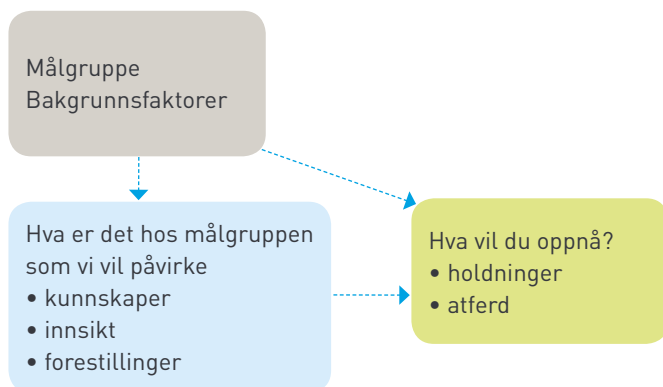 Målgruppe
Bakgrunnsfaktorer
Hva er det hos målgruppen
som vi vil påvirke
• kunnskaper
• innsikt
• forestillinger
Hva vil du oppnå?
• holdninger
• atferd